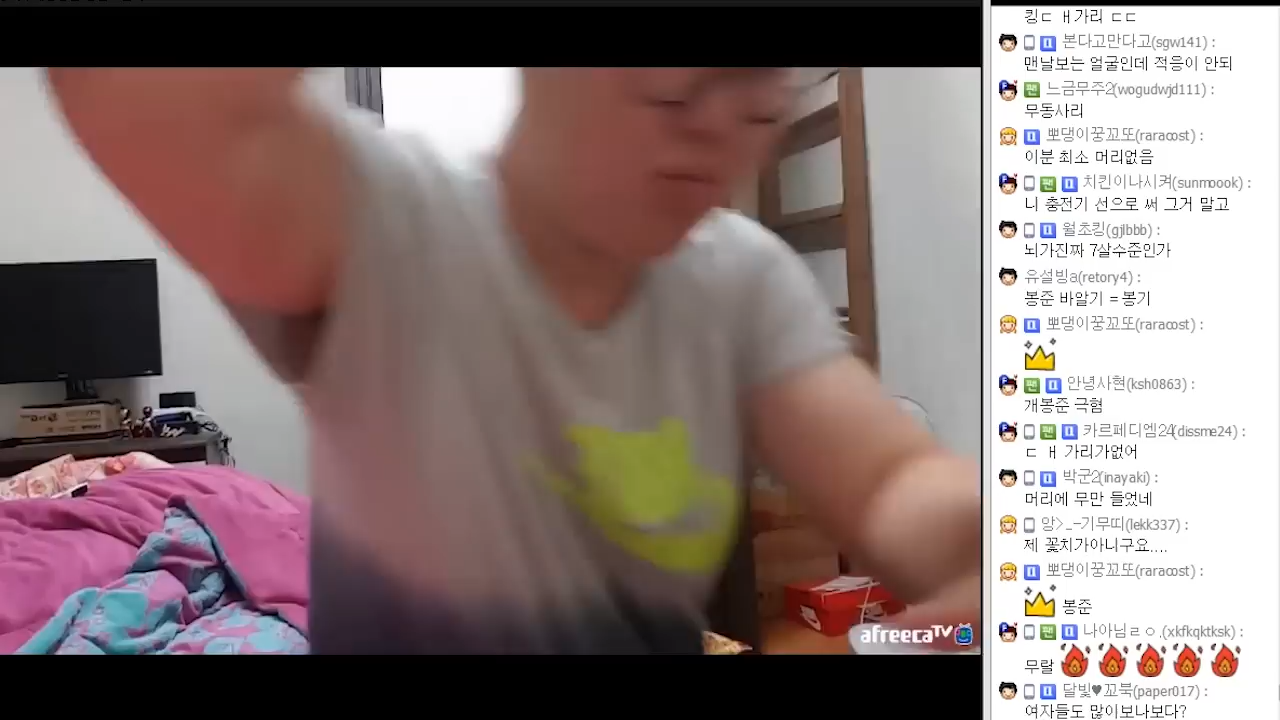 킹ㄷ ㅐ가리 ㄷㄷ
본다고만다고(sgw141) :
맨날보는 얼굴인데 적응이 안되
느금무주2(wogudwjd111) :
무동사리
뽀댕이꿍꼬또(raracost) :
이분 최소 머리없음
치킨이나시켜(sunmoook) :
니 충전기 선으로 써 그거 말고
월초킹(gjlbbb) :
뇌가진짜 7살수준인가
유설빙a(retory4) :
봉준 바알기 = 봉기
뽀댕이꿍꼬또(raracost) :
안녕사현(ksh0863) :
개봉준 극혐
카르페디엠24(dissme24) :
ㄷ ㅐ 가리가없어
박군2(inayaki) :
머리에 무만 들었네
앙>_-기무띠(lekk337) :
제 꽃치가아니구요....
뽀댕이꿍꼬또(raracost) :
봉준
나아님ㄹㅇ.(xkfkqktksk) :
무랄
달빛♥꼬북(paper017) :
여자들도 많이보나보다?
afreecaTV